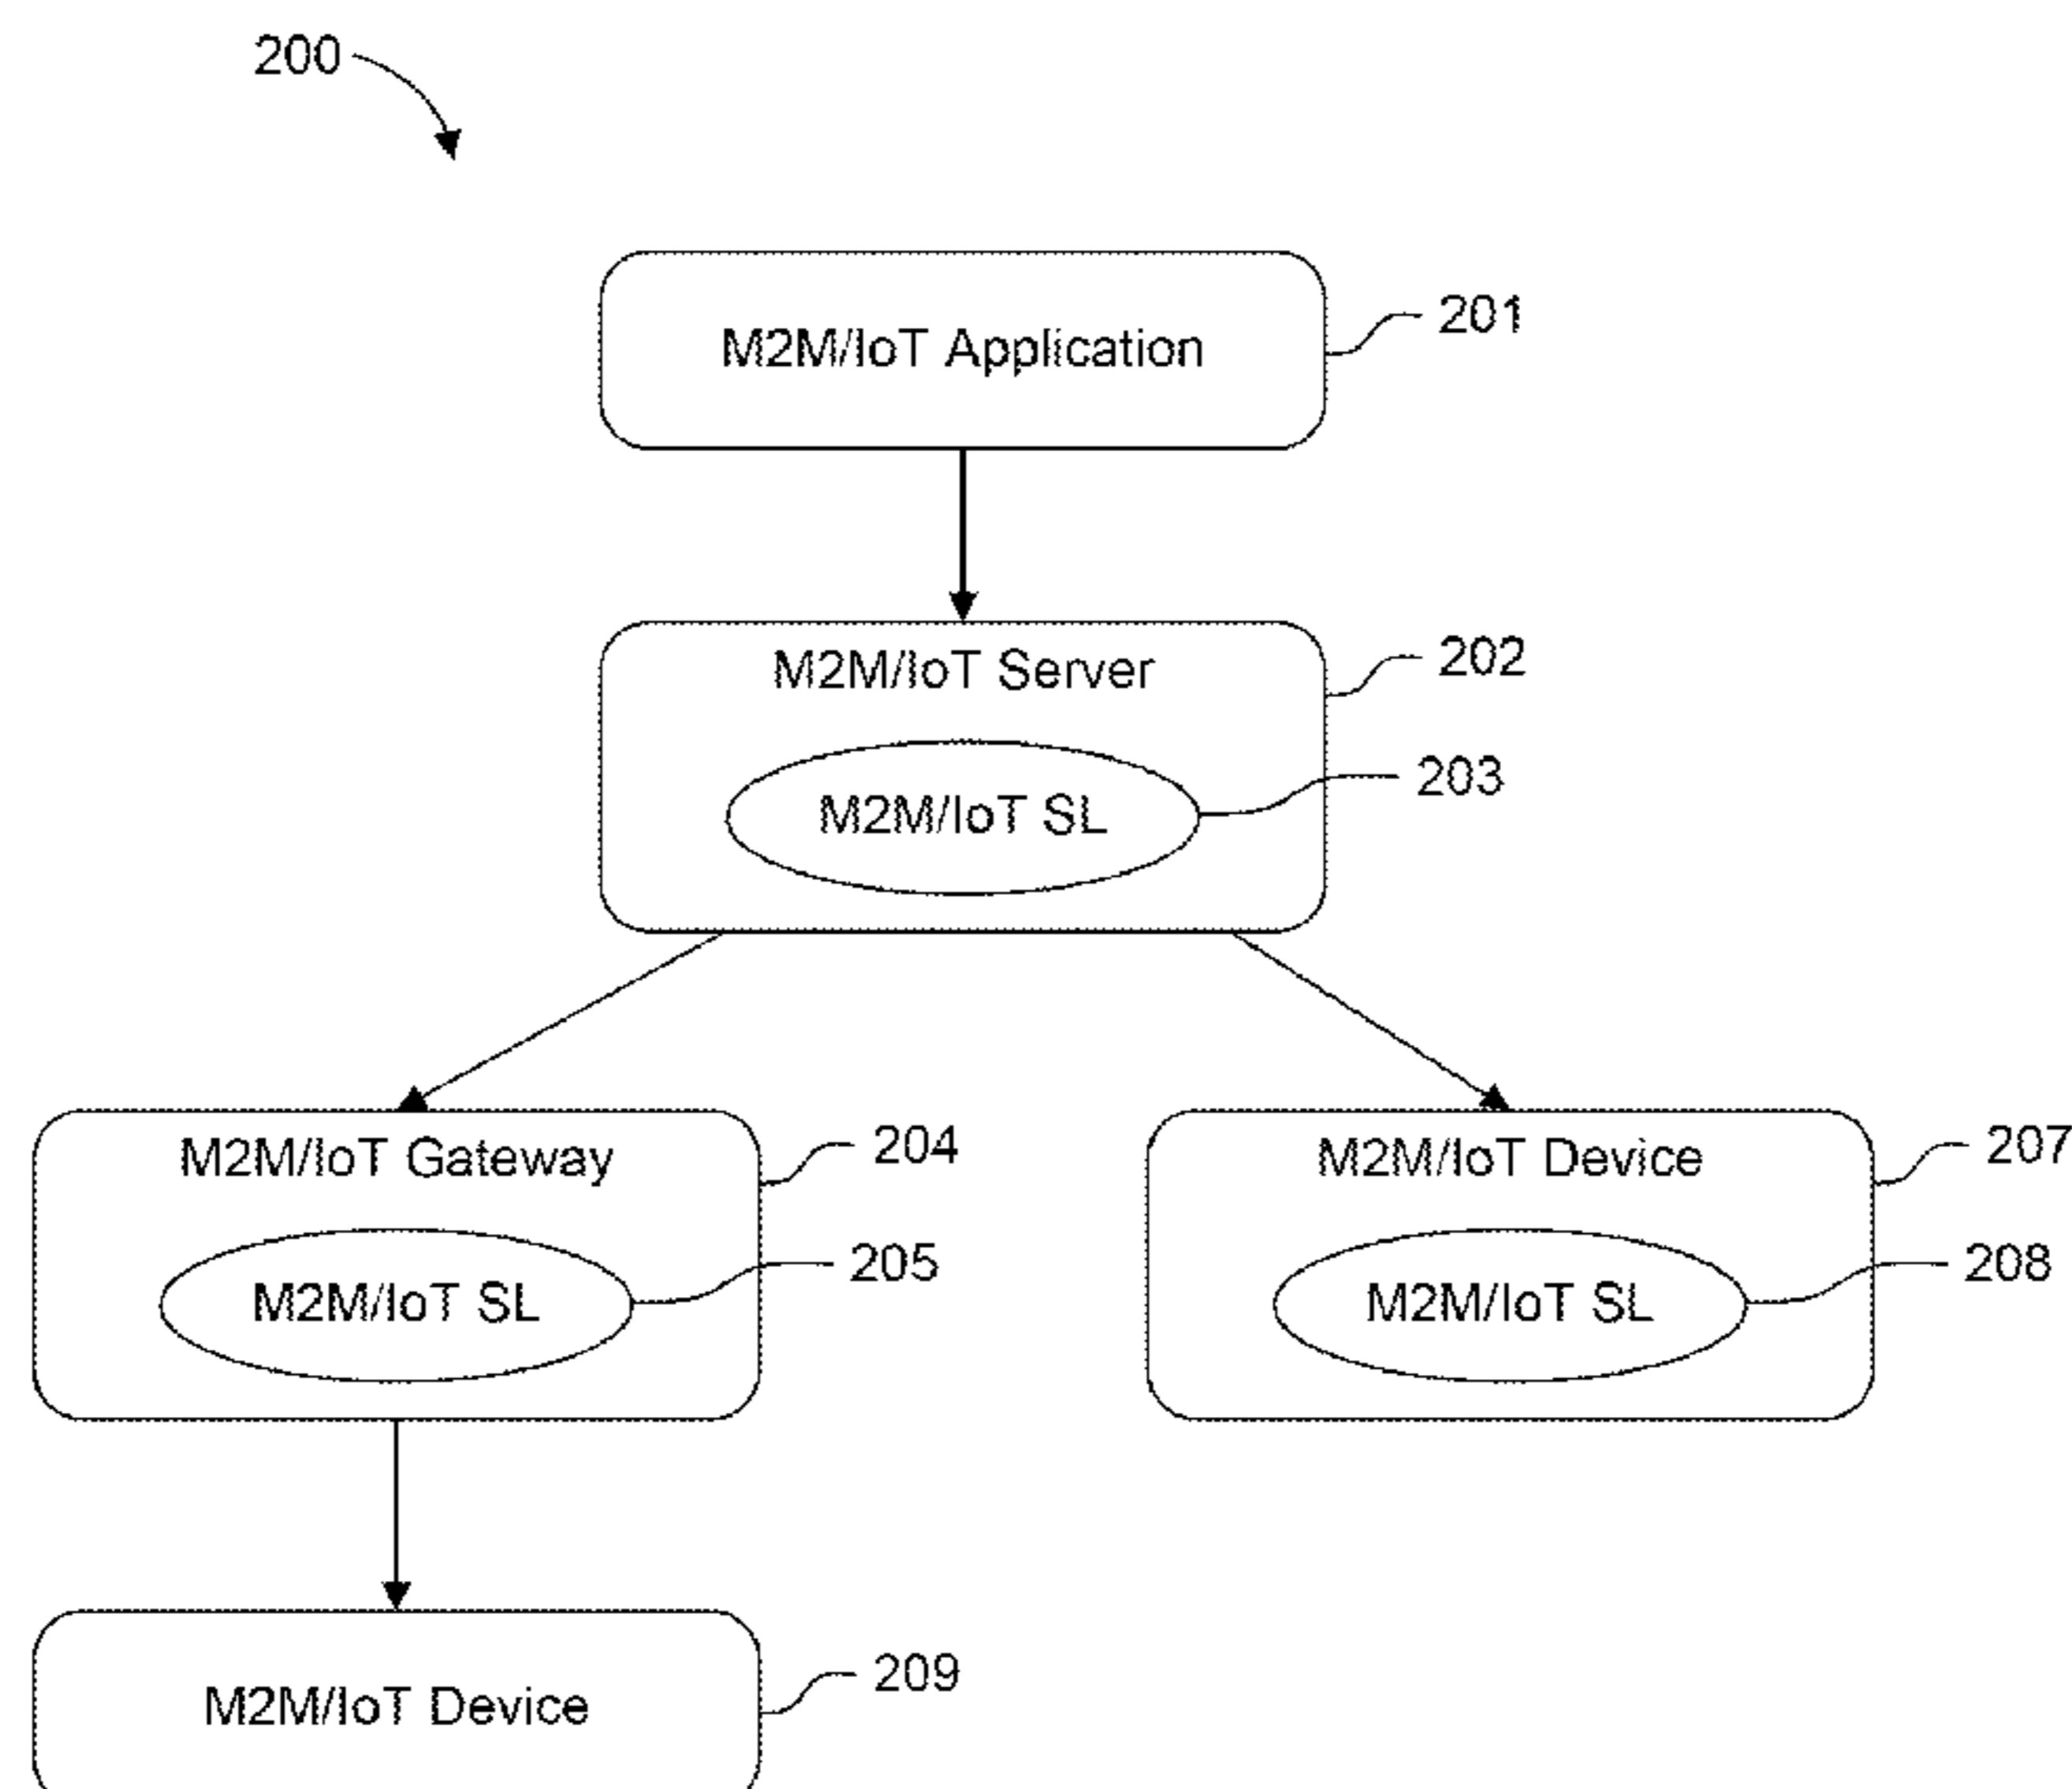 200
M2M/IoT Application
201
M2M/IoT Server
202
M2M/IoT SL
203
M2M/IoT Gateway
204
M2M/IoT SL
205
M2M/IoT Device
207
M2M/IoT SL
208
M2M/IoT Device
209